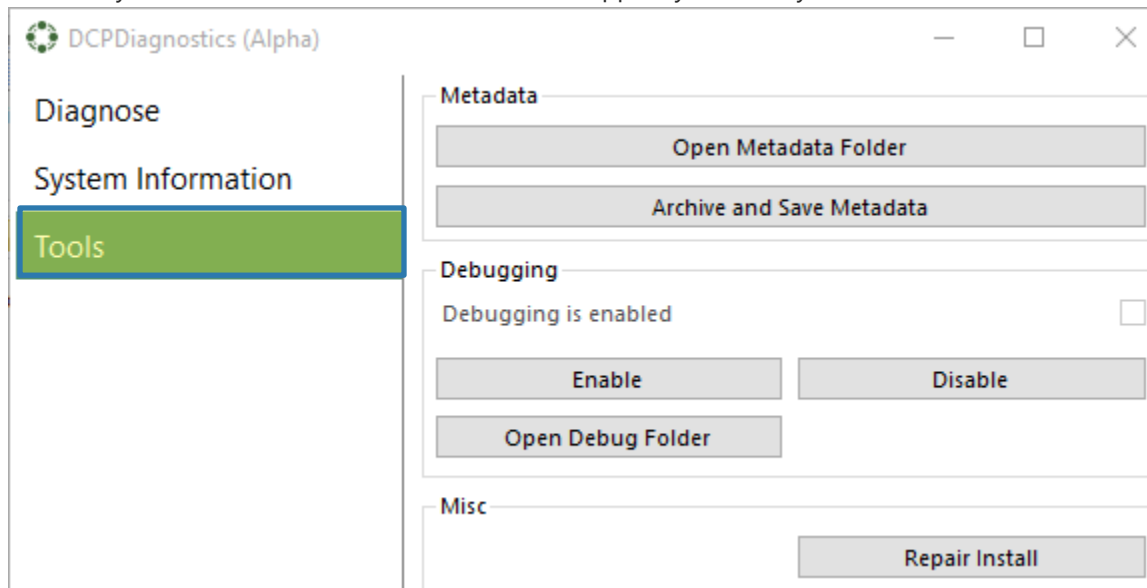 DCPDiagnostics (Alpha)
Diagnose
System Information
Tools
Metadata
Open Metadata Folder
Archive and Save Metadata
Debugging
Debugging is enabled
Enable
Disable
Open Debug Folder
Misc
Repair Install